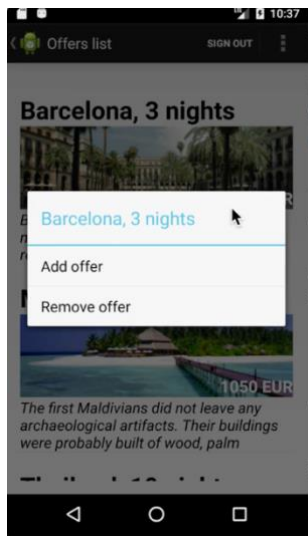 10:37
Offers list
SIGN OUT
Barcelona, 3 nights
Barcelona, 3 nights
Add offer
Remove offer
1050 EUR
The first Maldivians did not leave any
archaeological artifacts. Their buildings
were probably built of wood, palm